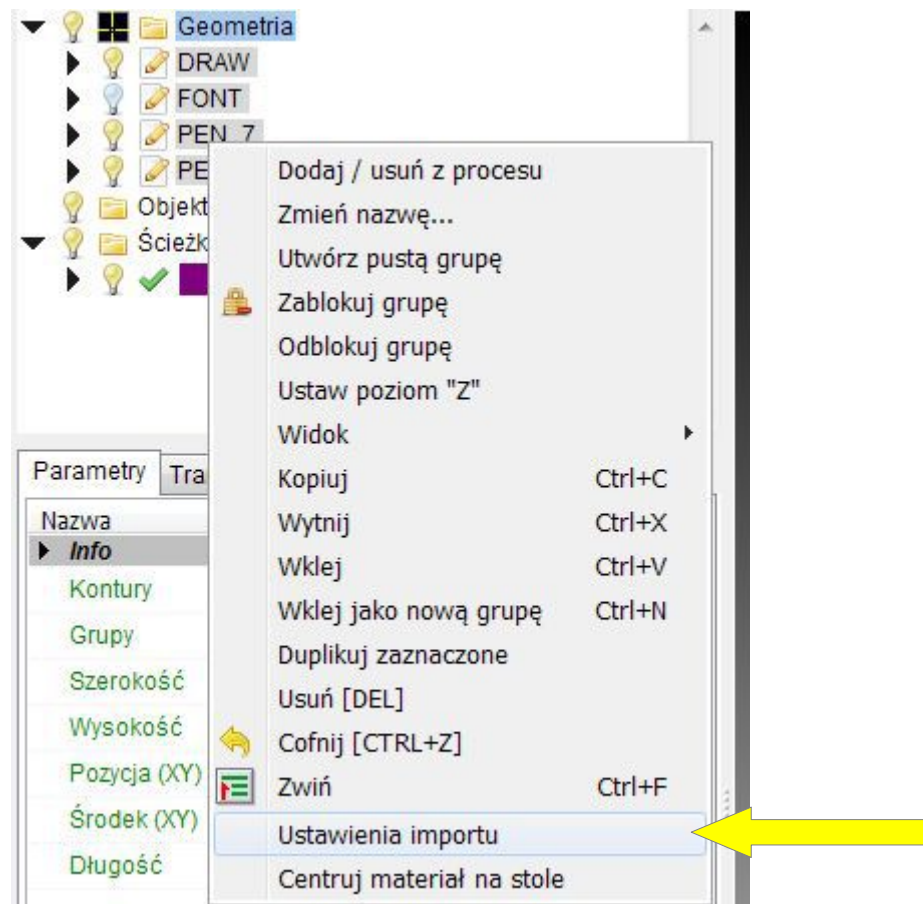 Geometria
DRAW
FONT
PEN_7
PE
Objekt
Ścieżk
Dodaj / usuń z procesu
Zmień nazwę...
Utwórz pustą grupę
Zablokuj grupę
Odblokuj grupę
Ustaw poziom "Z"
Widok
Kopiuj Ctrl+C
Wytnij Ctrl+X
Wklej Ctrl+V
Wklej jako nową grupę Ctrl+N
Duplikuj zaznaczone
Usuń [DEL]
Cofnij [CTRL+Z]
Zwiń Ctrl+F
Ustawienia importu
Centruj materiał na stole
Parametry Tra
Nazwa
Info
Kontury
Grupy
Szerokość
Wysokość
Pozycja (XY)
Środek (XY)
Długość